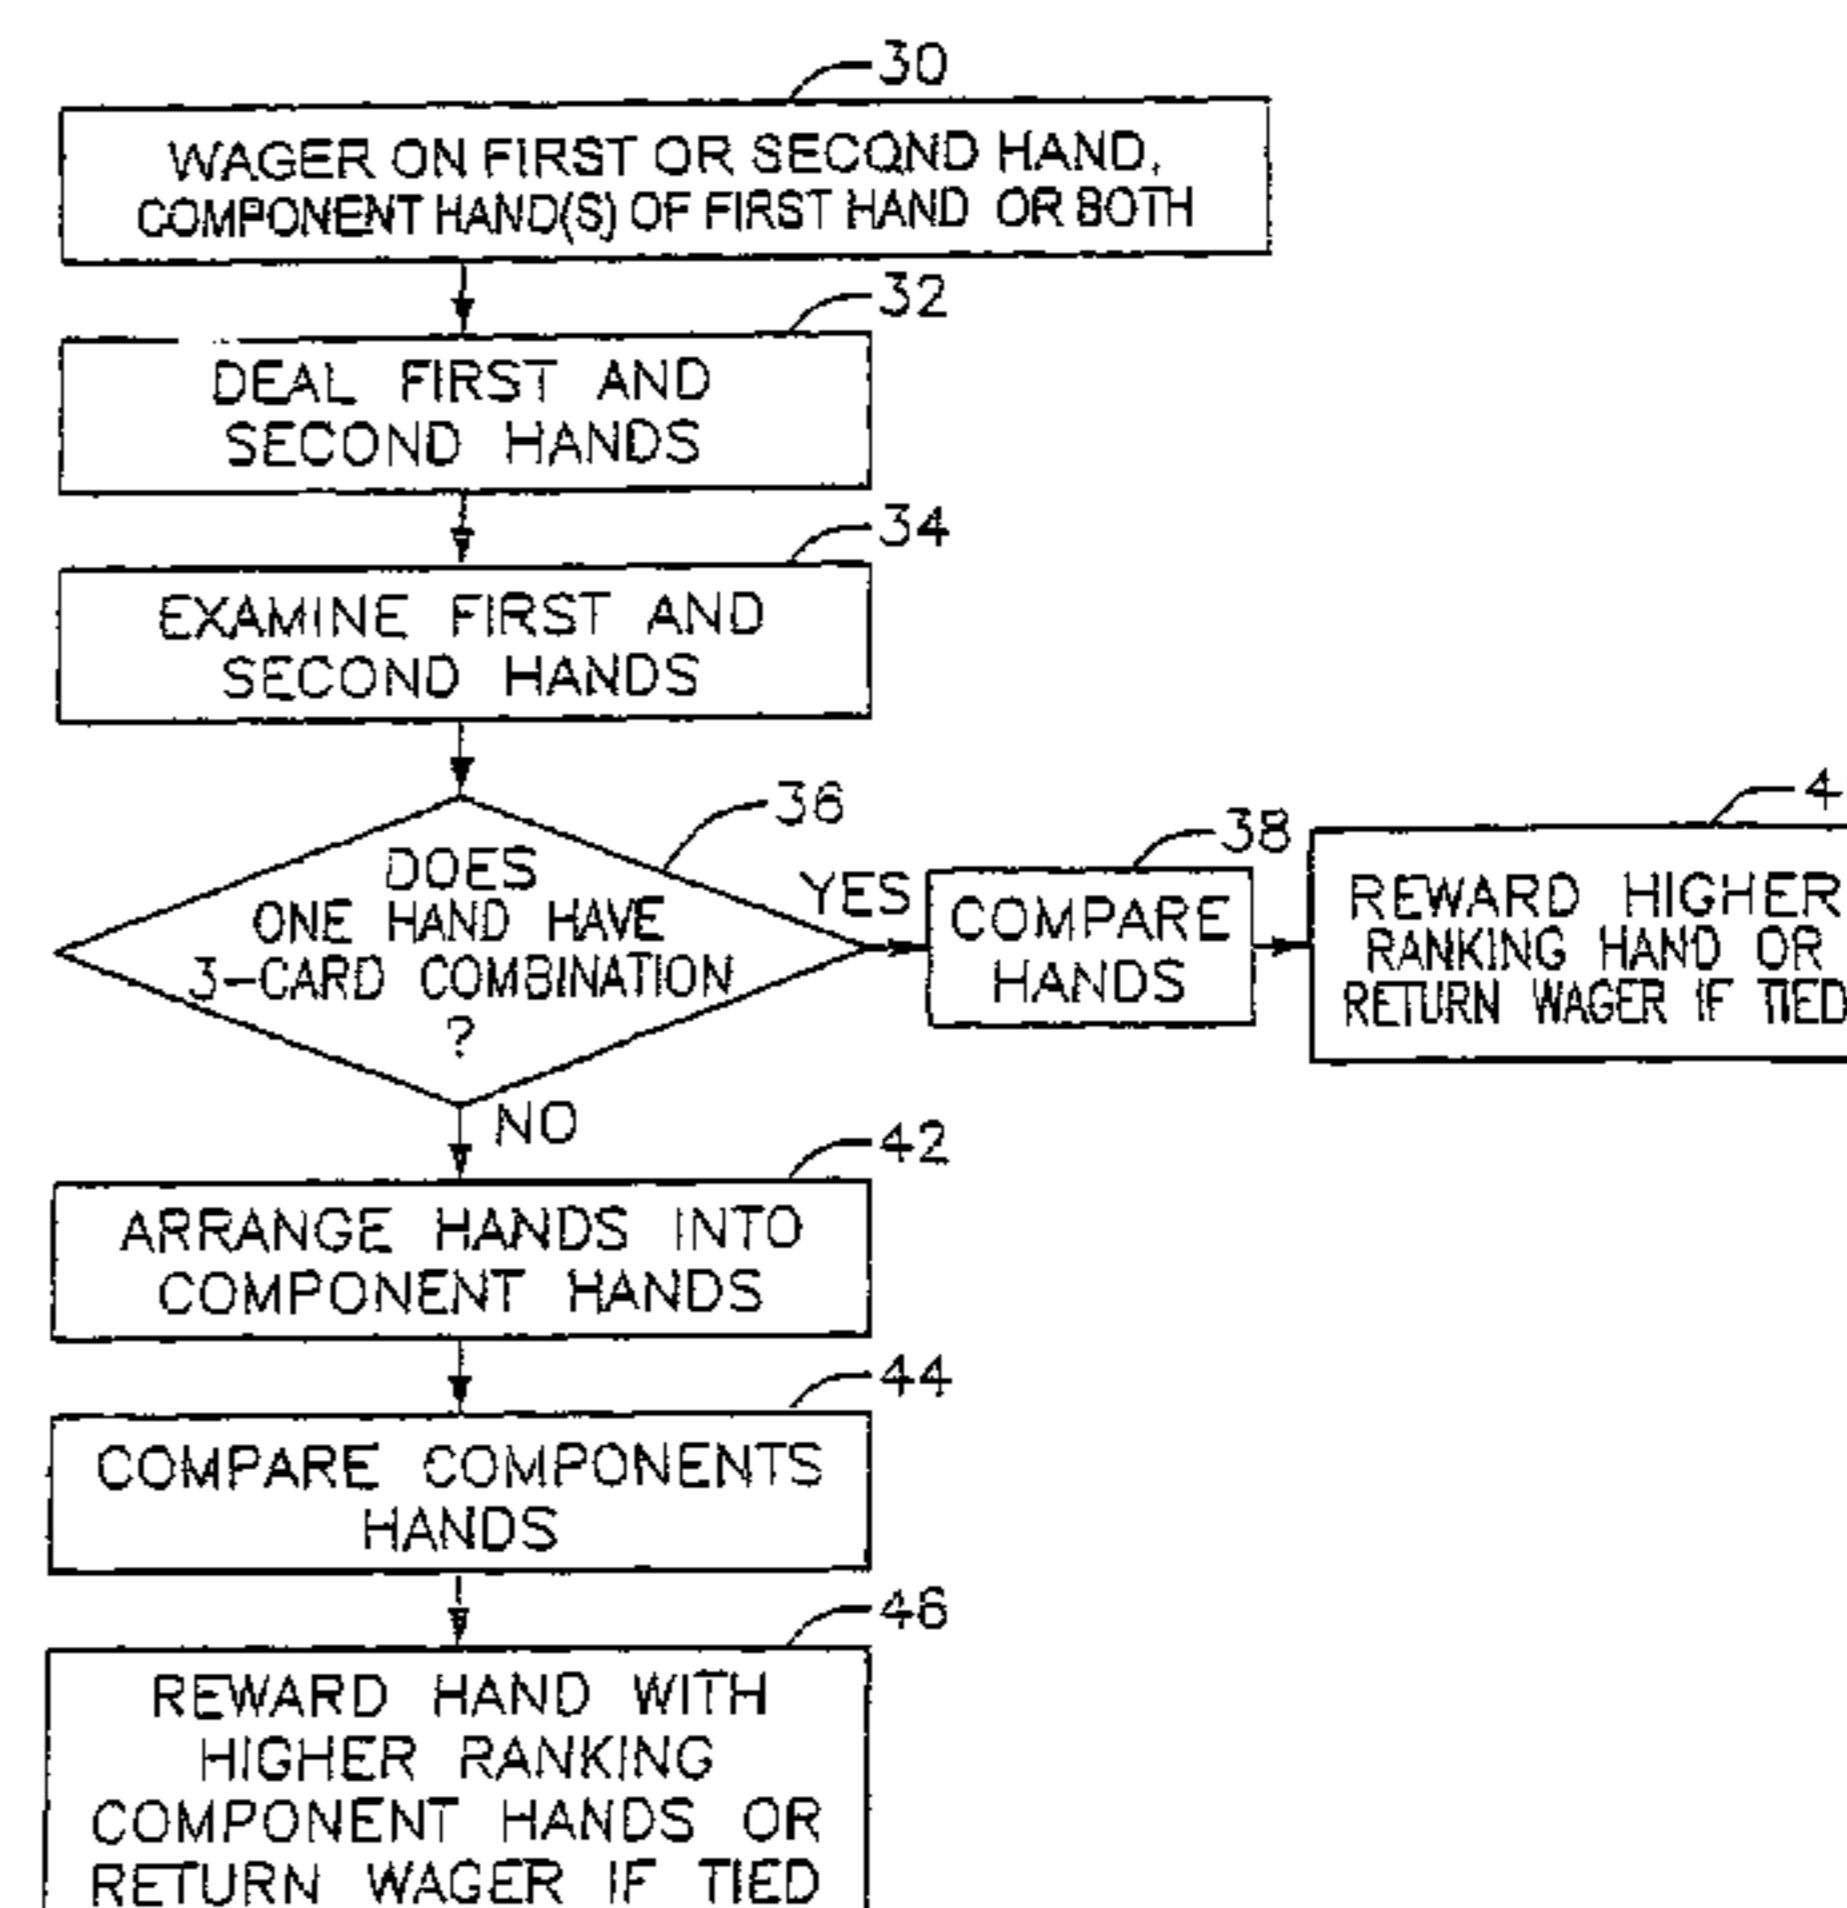 30
WAGER ON FIRST OR SECOND HAND,
COMPONENT HAND(S) OF FIRST HAND OR BOTH
32
DEAL FIRST AND
SECOND HANDS
34
EXAMINE FIRST AND
SECOND HANDS
36
DOES
ONE HAND HAVE
3-CARD COMBINATION
?
YES
38
COMPARE
HANDS
4
REWARD HIGHER
RANKING HAND OR
RETURN WAGER IF TIED
NO
42
ARRANGE HANDS INTO
COMPONENT HANDS
44
COMPARE COMPONENTS
HANDS
46
REWARD HAND WITH
HIGHER RANKING
COMPONENT HANDS OR
RETURN WAGER IF TIED